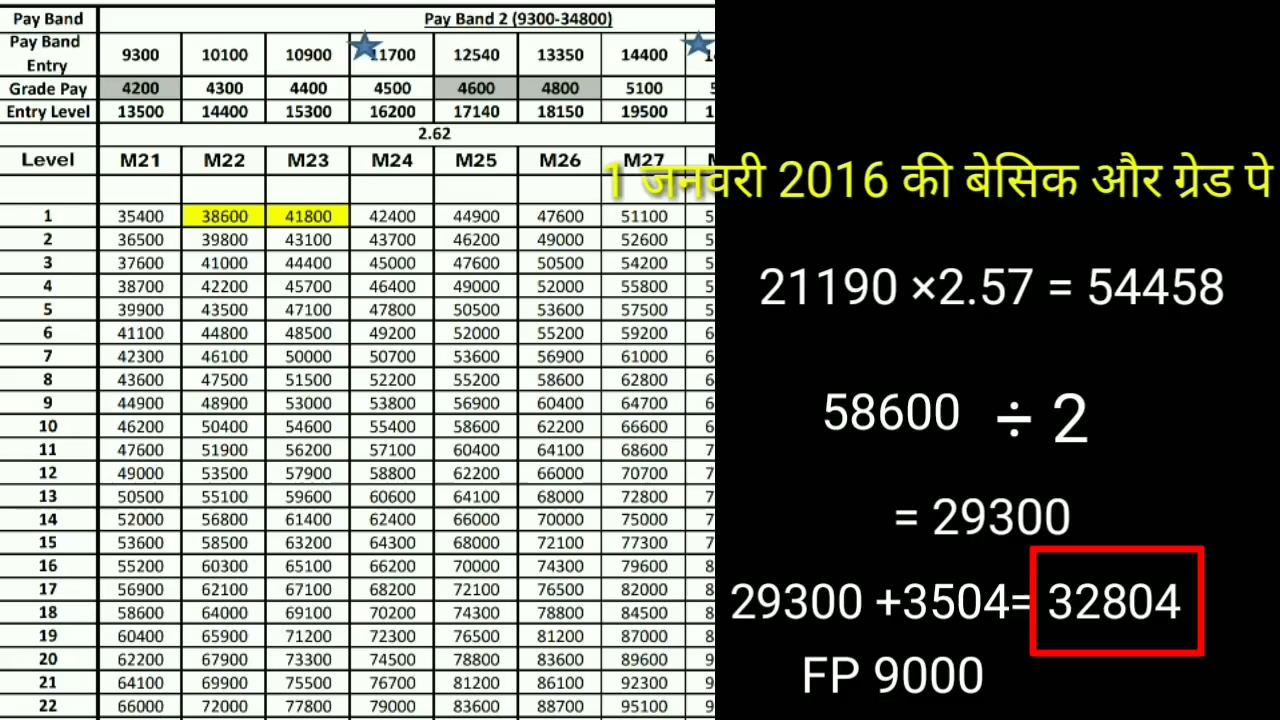 Pay Band Pay Band 2 (9300-34800)
Pay Band Entry 9300 10100 10900 11700 12540 13350 14400
Grade Pay 4200 4300 4400 4500 4600 4800 5100
Entry Level 13500 14400 15300 16200 17140 18150 19500
2.62
Level M21 M22 M23 M24 M25 M26 M27
1 35400 38600 41800 42400 44900 47600 51100
2 36500 39800 43100 43700 46200 49000 52600
3 37600 41000 44400 45000 47600 50500 54200
4 38700 42200 45700 46400 49000 52000 55800
5 39900 43500 47100 47800 50500 53600 57500
6 41100 44800 48500 49200 52000 55200 59200
7 42300 46100 50000 50700 53600 56900 61000
8 43600 47500 51500 52200 55200 58600 62800
9 44900 48900 53000 53800 56900 60400 64700
10 46200 50400 54600 55400 58600 62200 66600
11 47600 51900 56200 57100 60400 64100 68600
12 49000 53500 57900 58800 62200 66000 70700
13 50500 55100 59600 60600 64100 68000 72800
14 52000 56800 61400 62400 66000 70000 75000
15 53600 58500 63200 64300 68000 72100 77300
16 55200 60300 65100 66200 70000 74300 79600
17 56900 62100 67100 68200 72100 76500 82000
18 58600 64000 69100 70200 74300 78800 84500
19 60400 65900 71200 72300 76500 81200 87000
20 62200 67900 73300 74500 78800 83600 89600
21 64100 69900 75500 76700 81200 86100 92300
22 66000 72000 77800 79000 83600 88700 95100
1 जनवरी 2016 की बेसिक और ग्रेड पे
21190 ×2.57 = 54458
58600 ÷ 2
= 29300
29300 +3504= 32804
FP 9000